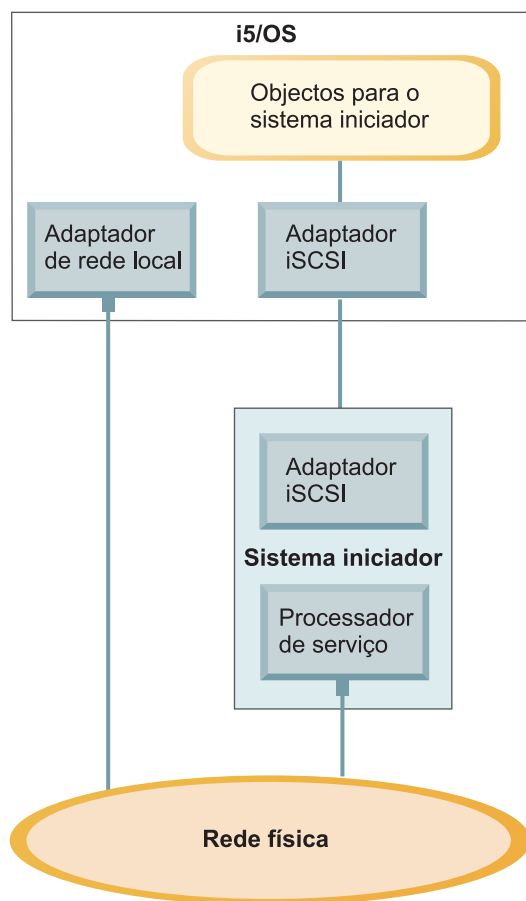 i5/OS
Objectos para o
sistema iniciador
Adaptador
de rede local
Adaptador
iSCSI
Adaptador
iSCSI
Sistema iniciador
Processador
de serviço
Rede física